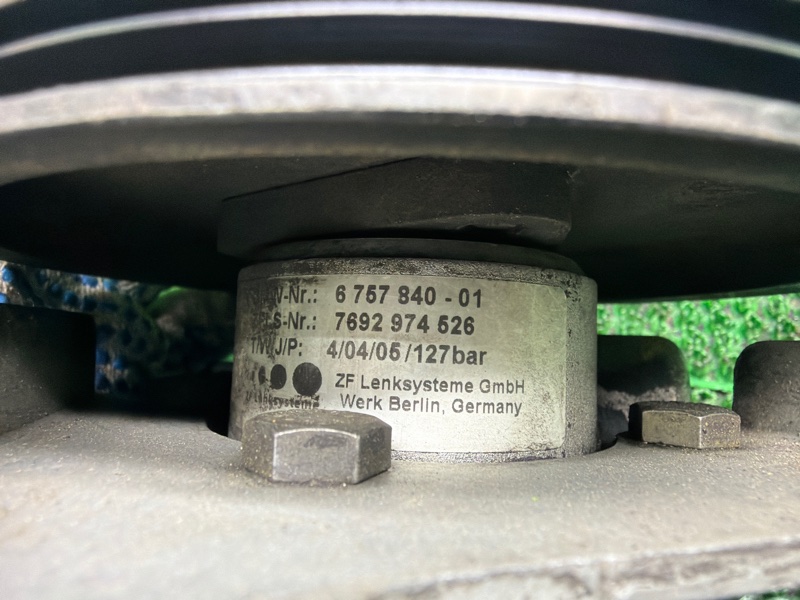 -Nr.: 6 757 840 - 01
-Nr.: 7692 974 526
T/W/J/P: 4/04/05/127bar
ZF Lenksysteme GmbH
Lenksysteme Werk Berlin, Germany